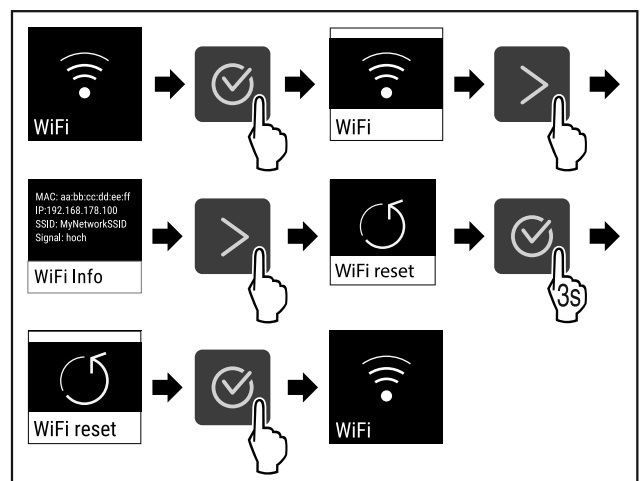 WiFi
WiFi
MAC: aa:bb:cc:dd:ee:ff
IP:192.168.178.100
SSID: MyNetworkSSID
Signal: hoch
WiFi Info
WiFi reset
3s
WiFi reset
WiFi